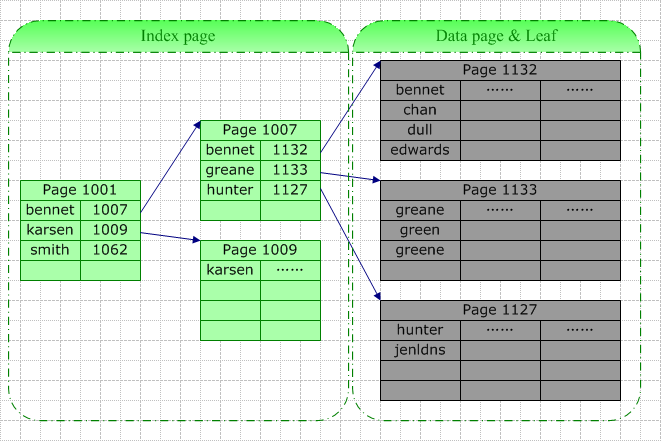 Index page
Data page & Leaf
Page 1001
bennet 1007
karsen 1009
smith 1062
Page 1007
bennet 1132
greane 1133
hunter 1127
Page 1009
karsen ······
Page 1132
bennet ······ ······
chan
dull
edwards
Page 1133
greane ······ ······
green
greene
Page 1127
hunter ······ ······
jenldns